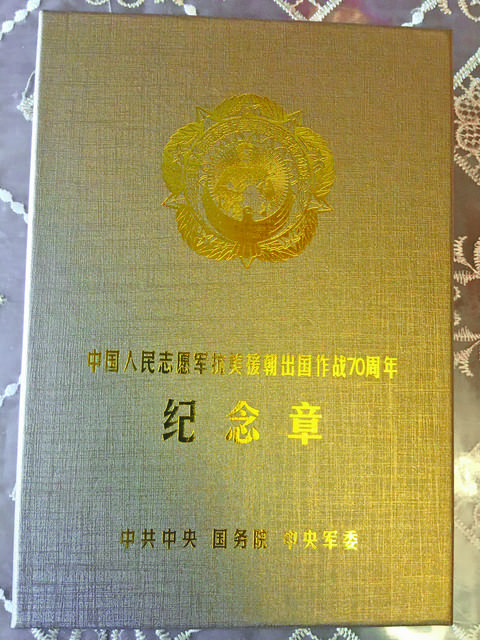 中国人民志愿军抗美援朝出国作战70周年
纪念章
中共中央 国务院 中央军委